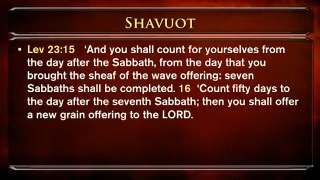 Shavuot
▪ Lev 23:15 'And you shall count for yourselves from
the day after the Sabbath, from the day that you
brought the sheaf of the wave offering: seven
Sabbaths shall be completed. 16 'Count fifty days to
the day after the seventh Sabbath; then you shall offer
a new grain offering to the LORD.